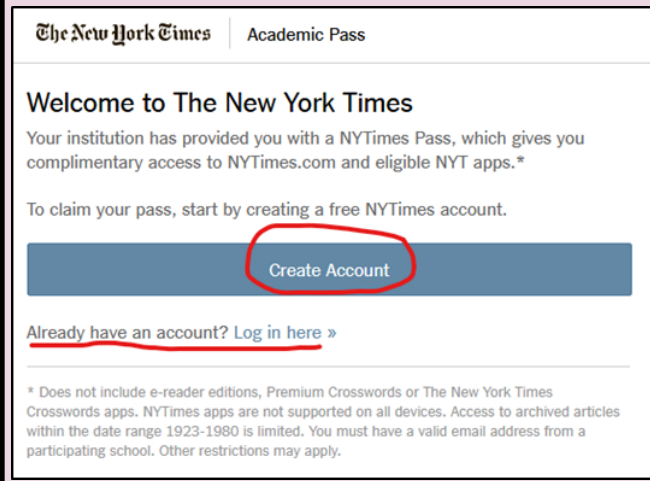 The New York Times Academic Pass
Welcome to The New York Times
Your institution has provided you with a NYTimes Pass, which gives you
complimentary access to NYTimes.com and eligible NYT apps.*
To claim your pass, start by creating a free NYTimes account.
Create Account
Already have an account? Log in here »
* Does not include e-reader editions, Premium Crosswords or The New York Times
Crosswords apps. NYTimes apps are not supported on all devices. Access to archived articles
within the date range 1923-1980 is limited. You must have a valid email address from a
participating school. Other restrictions may apply.